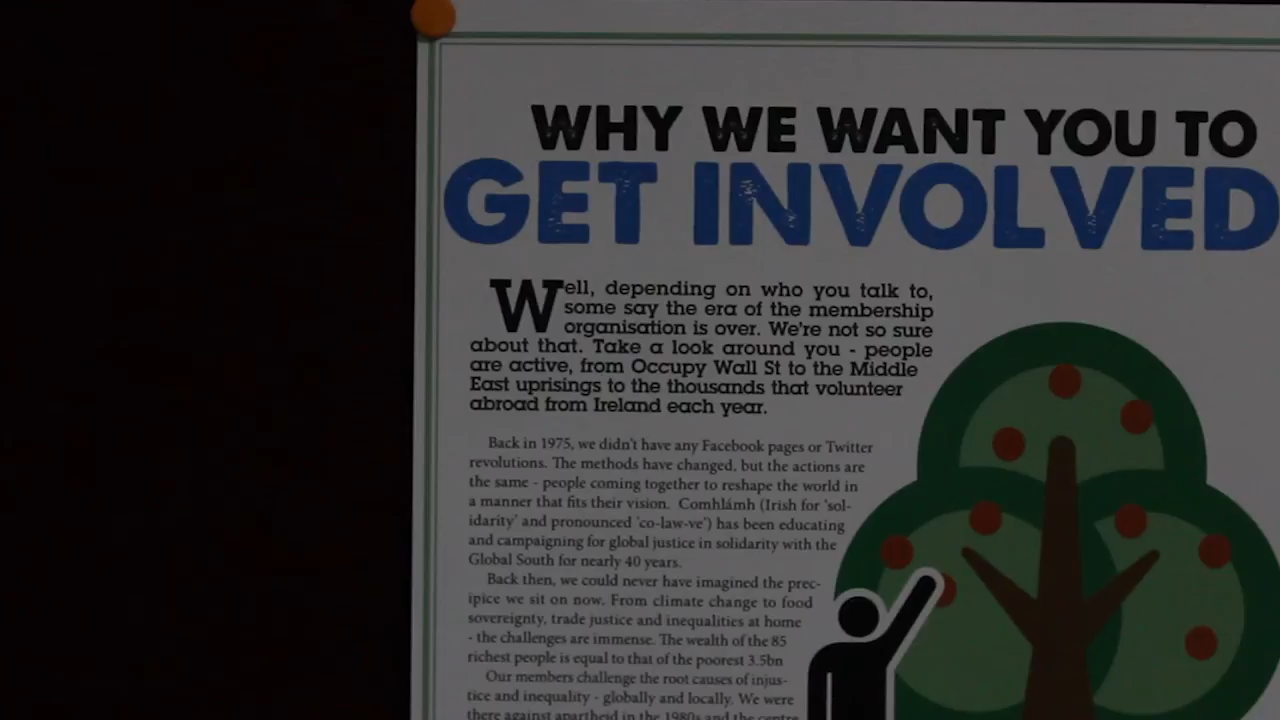 WHY WE WANT YOU TO
GET INVOLVED
Well, depending on who you talk to,
some say the era of the membership
organisation is over. We're not so sure
about that. Take a look around you - people
are active, from Occupy Wall St to the Middle
East uprisings to the thousands that volunteer
abroad from Ireland each year.
Back in 1975, we didn't have any Facebook pages or Twitter
revolutions. The methods have changed, but the actions are
the same - people coming together to reshape the world in
a manner that fits their vision. Comhlámh (Irish for 'sol-
idarity' and pronounced 'co-law-ve') has been educating
and campaigning for global justice in solidarity with the
Global South for nearly 40 years.
Back then, we could never have imagined the prec-
ipice we sit on now. From climate change to food
sovereignty, trade justice and inequalities at home
- the challenges are immense. The wealth of the 85
richest people is equal to that of the poorest 3.5bn
Our members challenge the root causes of injus-
tice and inequality - globally and locally. We were
there against apartheid in the 1980s and the centre